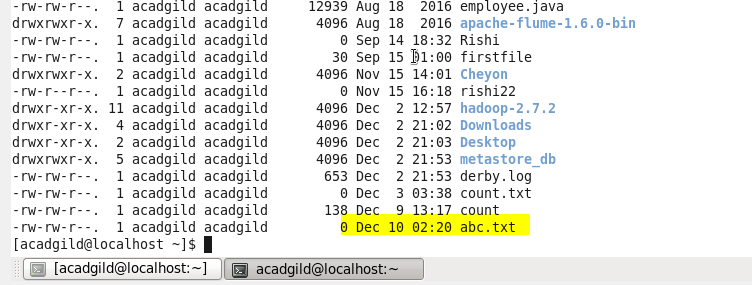 -rw-rw-r--. 1 acadgild acadgild 12939 Aug 18 2016 employee.java
drwxrwxr-x. 7 acadgild acadgild 4096 Aug 18 2016 apache-flume-1.6.0-bin
-rw-rw-r--. 1 acadgild acadgild 0 Sep 14 18:32 Rishi
-rw-rw-r--. 1 acadgild acadgild 30 Sep 15 01:00 firstfile
drwxrwxr-x. 2 acadgild acadgild 4096 Nov 15 14:01 Cheyon
-rw-r--r--. 1 acadgild acadgild 0 Nov 15 16:18 rishi22
drwxr-xr-x. 11 acadgild acadgild 4096 Dec 2 12:57 hadoop-2.7.2
drwxr-xr-x. 4 acadgild acadgild 4096 Dec 2 21:02 Downloads
drwxr-xr-x. 2 acadgild acadgild 4096 Dec 2 21:03 Desktop
drwxrwxr-x. 5 acadgild acadgild 4096 Dec 2 21:53 metastore_db
-rw-rw-r--. 1 acadgild acadgild 653 Dec 2 21:53 derby.log
-rw-rw-r--. 1 acadgild acadgild 0 Dec 3 03:38 count.txt
-rw-rw-r--. 1 acadgild acadgild 138 Dec 9 13:17 count
-rw-rw-r--. 1 acadgild acadgild 0 Dec 10 02:20 abc.txt
[acadgild@localhost ~]$
[acadgild@localhost:~] acadgild@localhost:~